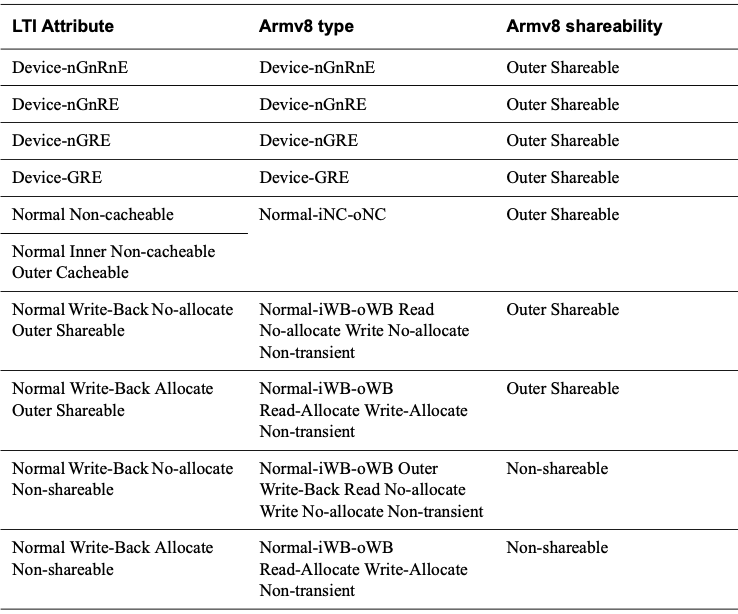 LTI Attribute Armv8 type Armv8 shareability
Device-nGnRnE Device-nGnRnE Outer Shareable
Device-nGnRE Device-nGnRE Outer Shareable
Device-nGRE Device-nGRE Outer Shareable
Device-GRE Device-GRE Outer Shareable
Normal Non-cacheable Normal-iNC-oNC Outer Shareable
Normal Inner Non-cacheable
Outer Cacheable
Normal Write-Back No-allocate Normal-iWB-oWB Read Outer Shareable
Outer Shareable No-allocate Write No-allocate
Non-transient
Normal Write-Back Allocate Normal-iWB-oWB Outer Shareable
Outer Shareable Read-Allocate Write-Allocate
Non-transient
Normal Write-Back No-allocate Normal-iWB-oWB Outer Non-shareable
Non-shareable Write-Back Read No-allocate
Write No-allocate Non-transient
Normal Write-Back Allocate Normal-iWB-oWB Non-shareable
Non-shareable Read-Allocate Write-Allocate
Non-transient